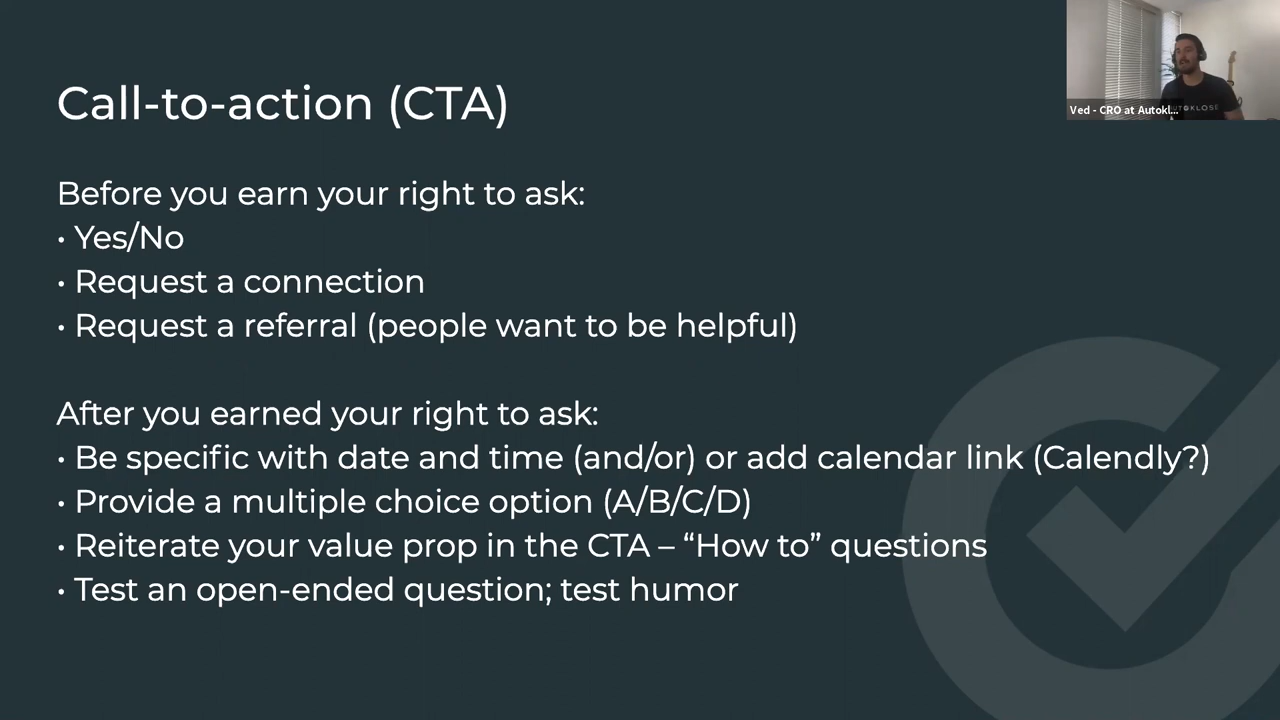 Call-to-action (CTA)
Before you earn your right to ask:
• Yes/No
• Request a connection
• Request a referral (people want to be helpful)
After you earned your right to ask:
• Be specific with date and time (and/or) or add calendar link (Calendly?)
• Provide a multiple choice option (A/B/C/D)
• Reiterate your value prop in the CTA – “How to” questions
• Test an open-ended question; test humor
Ved - CRO at Autokl...
AUTOKLOSE